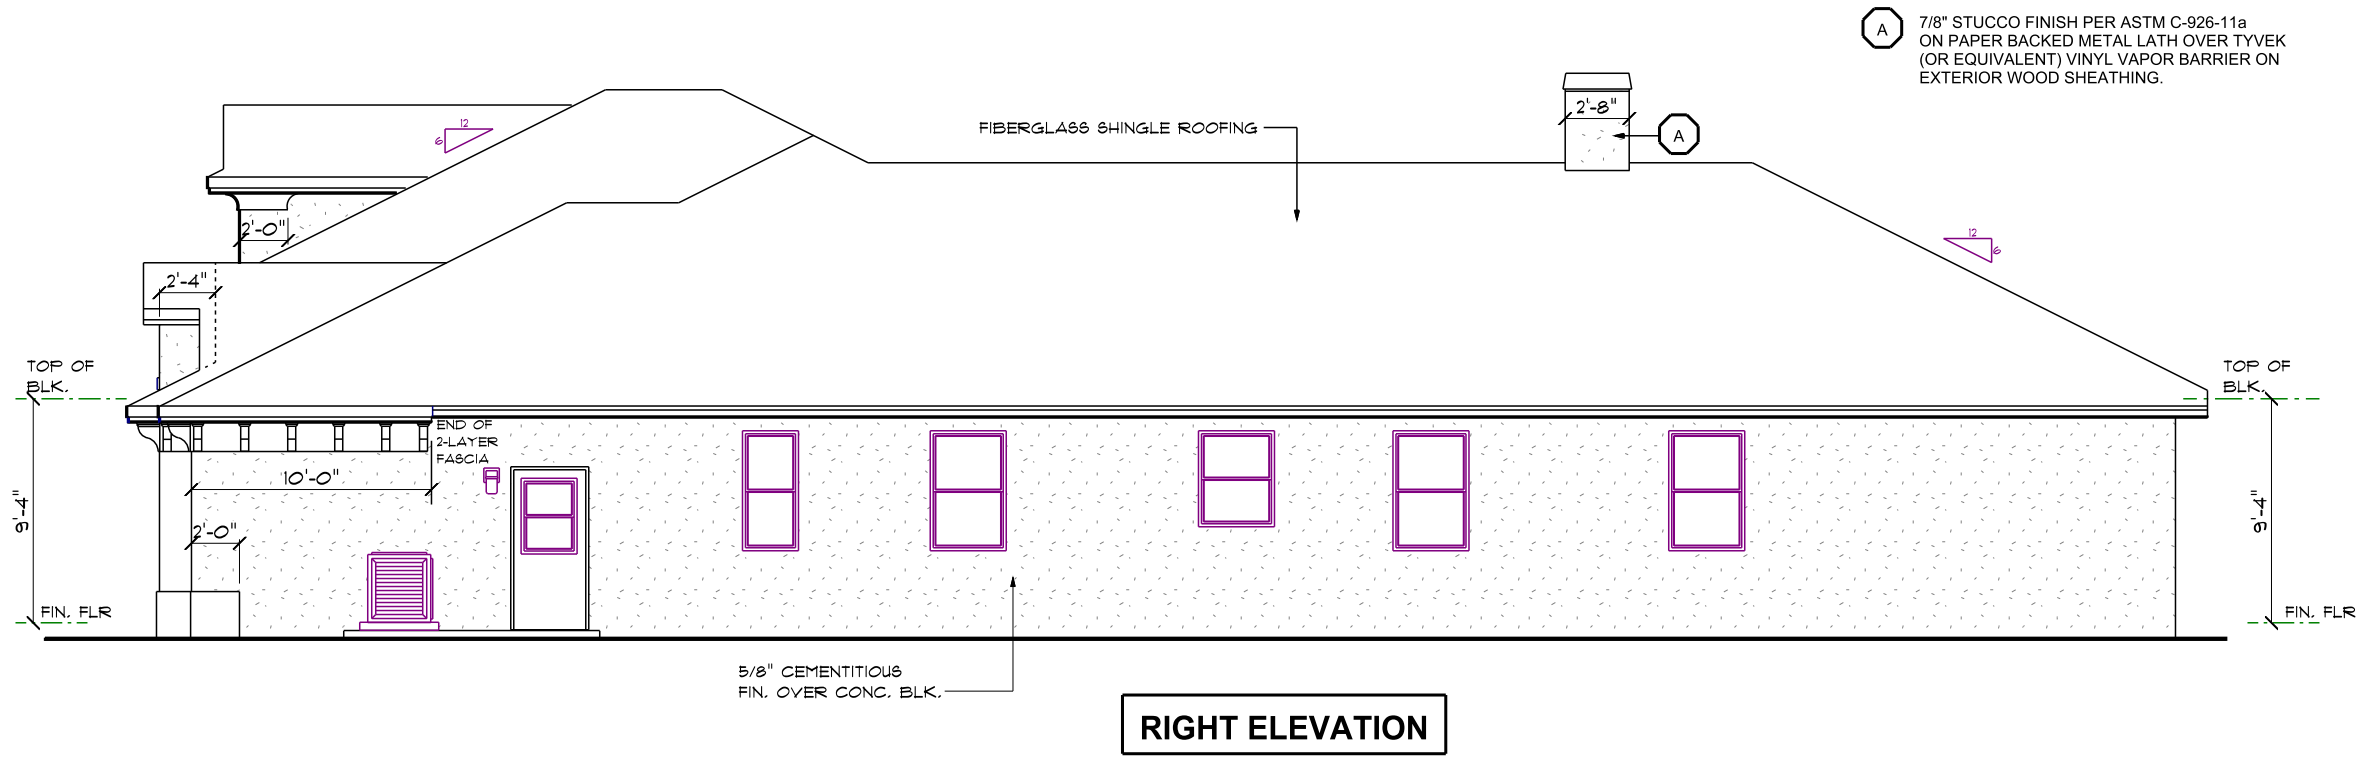 A
7/8" STUCCO FINISH PER ASTM C-926-11a
ON PAPER BACKED METAL LATH OVER TYVEK
(OR EQUIVALENT) VINYL VAPOR BARRIER ON
EXTERIOR WOOD SHEATHING.
2'-8"
12
6
FIBERGLASS SHINGLE ROOFING
A
2'-0"
12
6
2'-4"
TOP OF
BLK.
TOP OF
BLK.
END OF
2-LAYER
FASCIA
10'-0"
9'-4"
9'-4"
2'-0"
FIN. FLR
FIN. FLR
5/8" CEMENTITIOUS
FIN. OVER CONC. BLK.
RIGHT ELEVATION